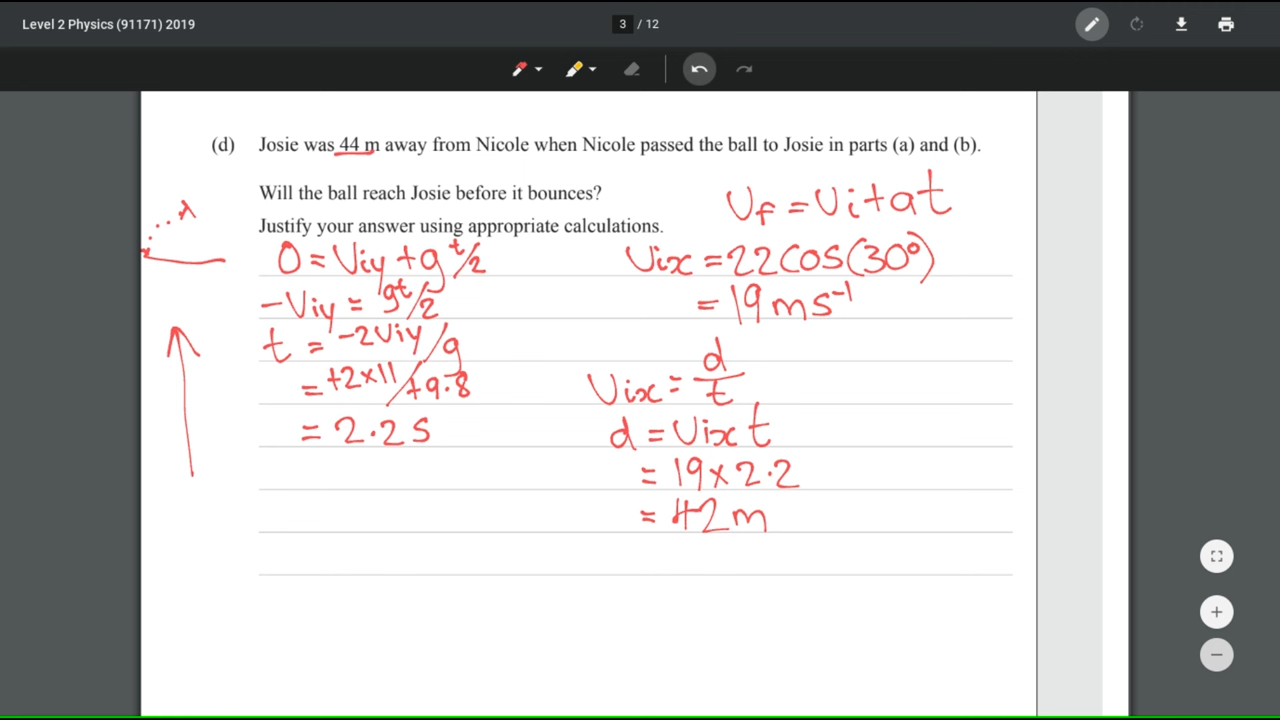 Level 2 Physics (91171) 2019
3 / 12
(d) Josie was 44 m away from Nicole when Nicole passed the ball to Josie in parts (a) and (b).
Will the ball reach Josie before it bounces?
Justify your answer using appropriate calculations.
0 = Viy + g t/2
-Viy = gt/2
t = -2Viy/g
= +2×11/+9.8
= 2.2s
Vf = Vi + at
Vix = 22 cos(30°)
= 19 ms⁻¹
Vix = d/t
d = Vix t
= 19 × 2.2
= 42m